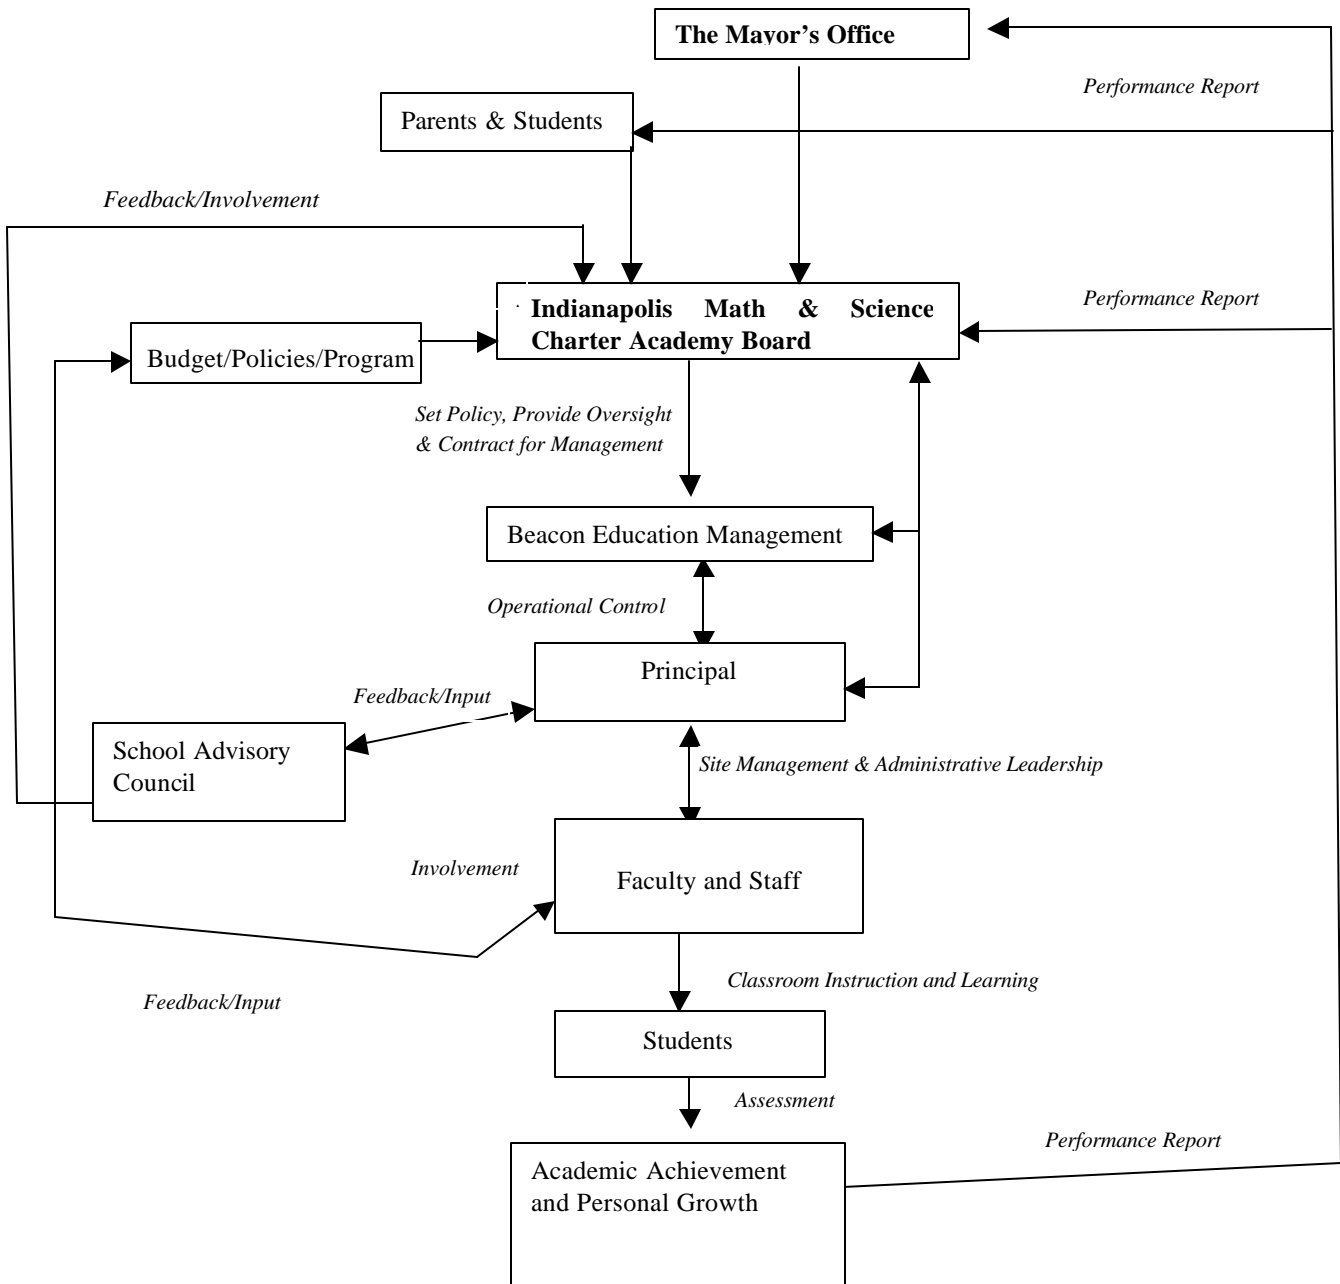 The Mayor's Office
Performance Report
Parents & Students
Feedback/Involvement
Performance Report
Indianapolis Math & Science
Charter Academy Board
Budget/Policies/Program
Set Policy, Provide Oversight
& Contract for Management
Beacon Education Management
Operational Control
Principal
Feedback/Input
School Advisory
Council
Site Management & Administrative Leadership
Involvement
Faculty and Staff
Classroom Instruction and Learning
Feedback/Input
Students
Assessment
Performance Report
Academic Achievement
and Personal Growth